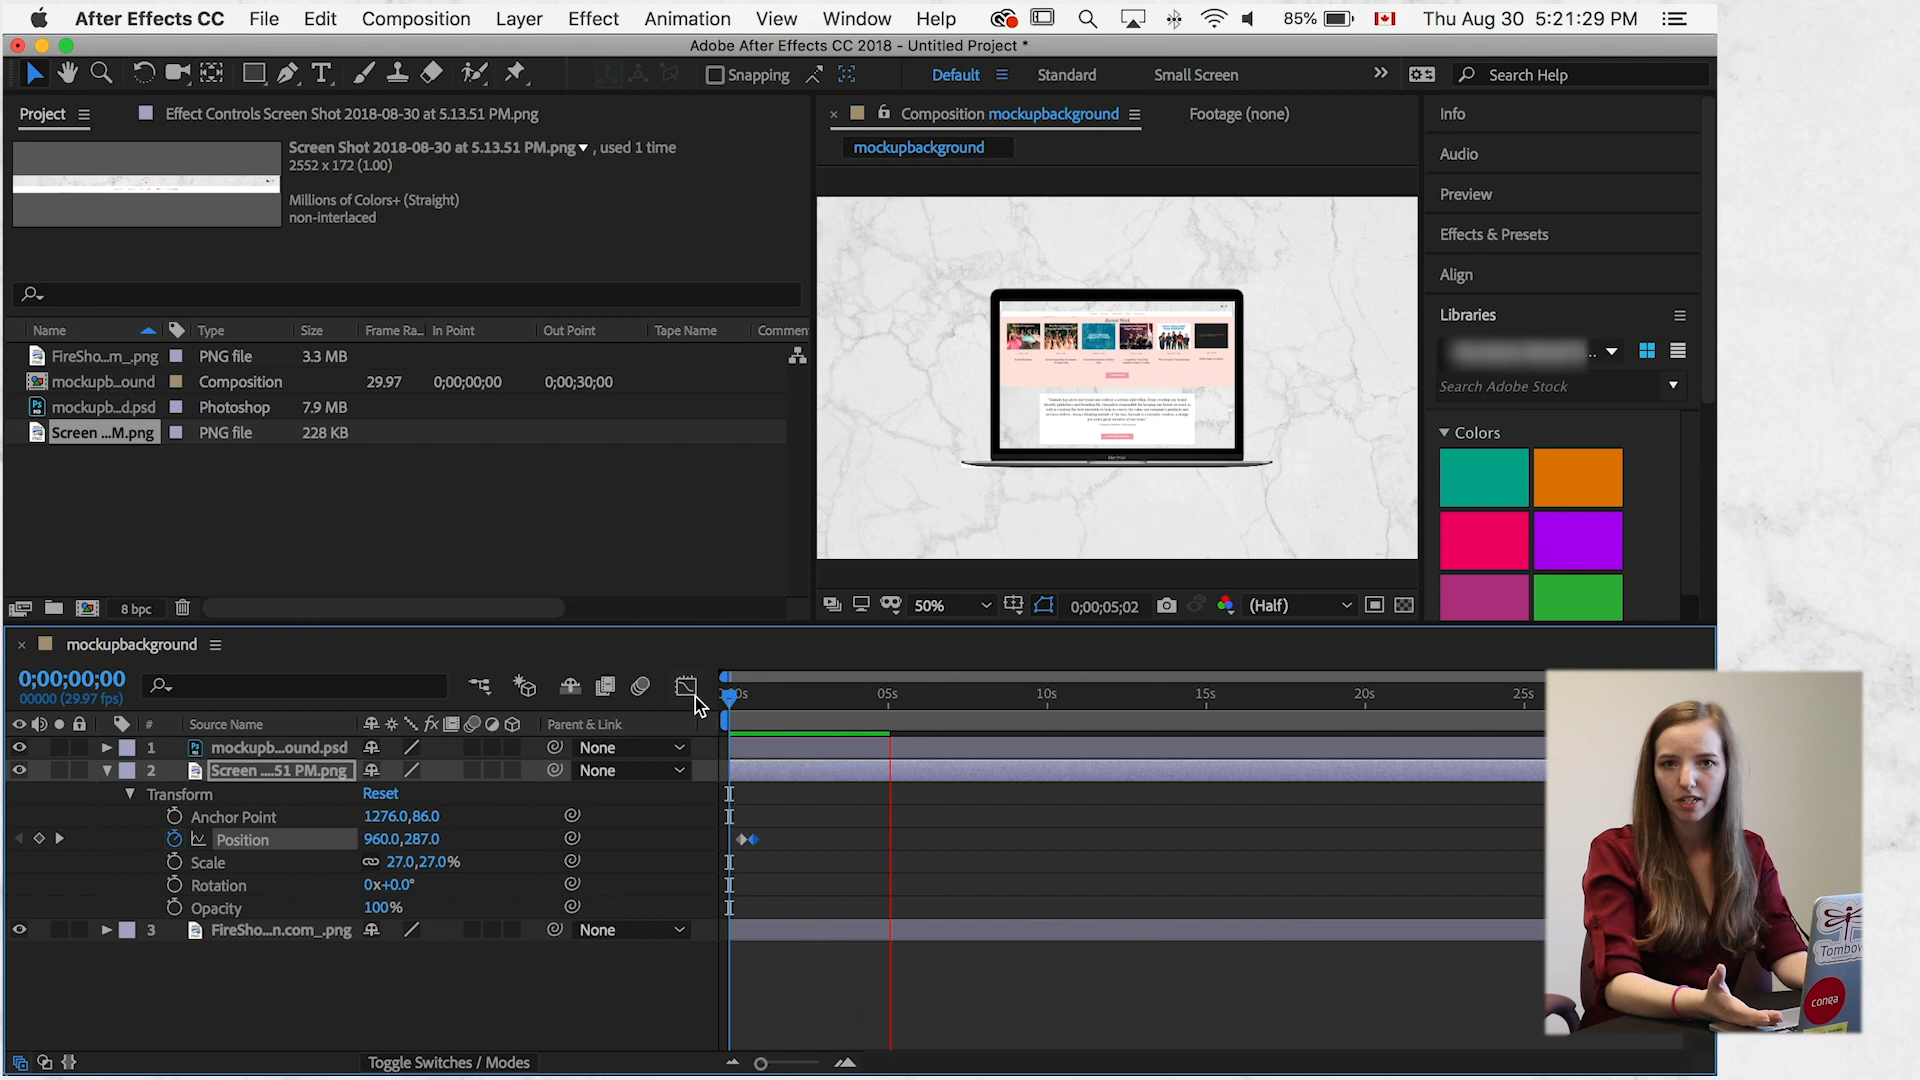 After Effects CC File Edit Composition Layer Effect Animation View Window Help 85% Thu Aug 30 5:21:29 PM
Adobe After Effects CC 2018 - Untitled Project *
Snapping Default Standard Small Screen Search Help
Project Effect Controls Screen Shot 2018-08-30 at 5.13.51 PM.png
Composition mockupbackground Footage (none)
mockupbackground
Screen Shot 2018-08-30 at 5.13.51 PM.png , used 1 time
2552 x 172 (1.00)
Millions of Colors+ (Straight)
non-interlaced
Name Type Size Frame Ra... In Point Out Point Tape Name Commen
FireSho...m_.png PNG file 3.3 MB
mockupb...ound Composition 29.97 0;00;00;00 0;00;30;00
mockupb...d.psd Photoshop 7.9 MB
Screen ...M.png PNG file 228 KB
8 bpc
Recent Work
50% 0;00;05;02 (Half)
Info
Audio
Preview
Effects & Presets
Align
Libraries
..
Search Adobe Stock
Colors
mockupbackground
0;00;00;00
00000 (29.97 fps)
0s 05s 10s 15s 20s 25s
# Source Name Parent & Link
1 mockupb...ound.psd None
2 Screen ....51 PM.png None
Transform Reset
Anchor Point 1276.0,86.0
Position 960.0,287.0
Scale 27.0,27.0%
Rotation 0x+0.0°
Opacity 100%
3 FireSho...n.com_.png None
Toggle Switches / Modes
Tombow
conga